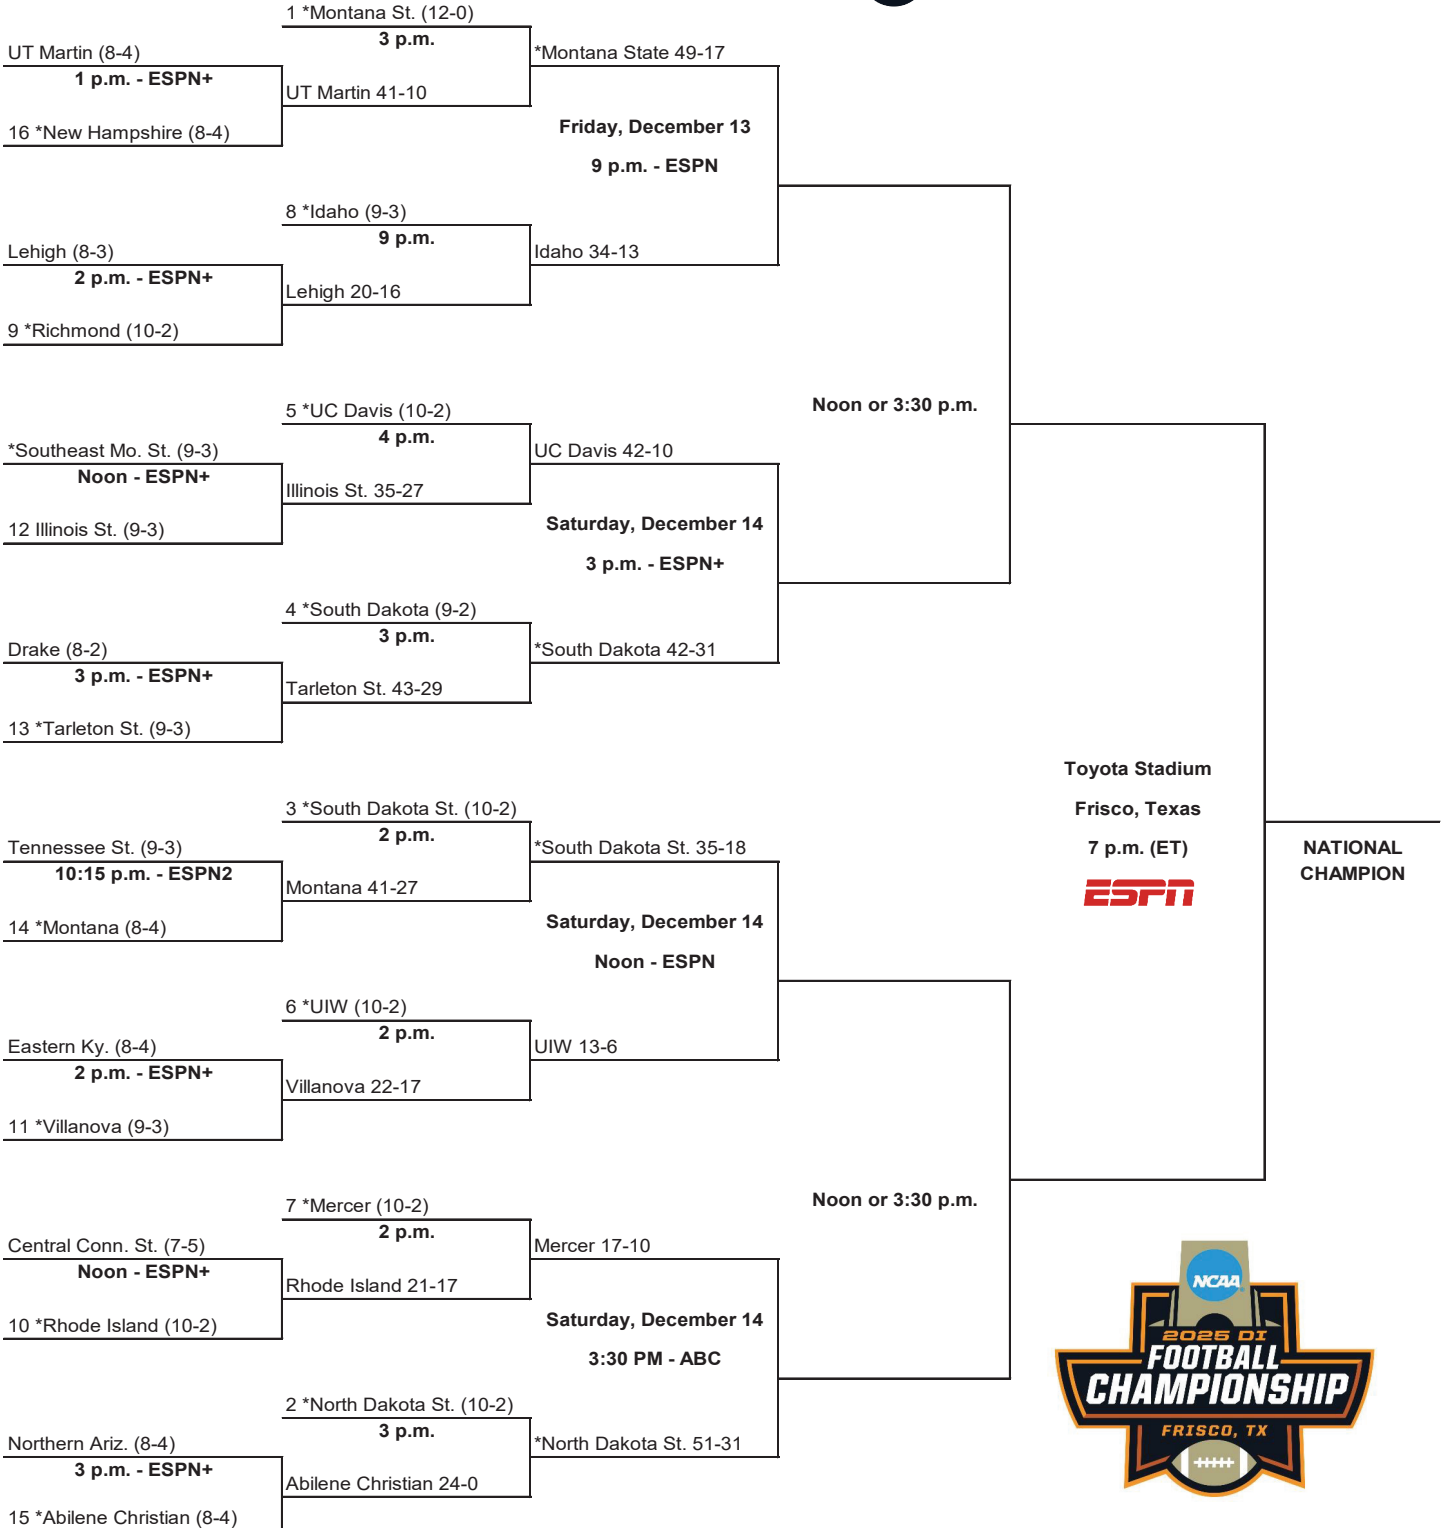 1 *Montana St. (12-0)
3 p.m.
UT Martin (8-4)
*Montana State 49-17
1 p.m. - ESPN+
UT Martin 41-10
16 *New Hampshire (8-4)
Friday, December 13
9 p.m. - ESPN
8 *Idaho (9-3)
9 p.m.
Lehigh (8-3)
Idaho 34-13
2 p.m. - ESPN+
Lehigh 20-16
9 *Richmond (10-2)
Noon or 3:30 p.m.
5 *UC Davis (10-2)
4 p.m.
*Southeast Mo. St. (9-3)
UC Davis 42-10
Noon - ESPN+
Illinois St. 35-27
12 Illinois St. (9-3)
Saturday, December 14
3 p.m. - ESPN+
4 *South Dakota (9-2)
3 p.m.
Drake (8-2)
*South Dakota 42-31
3 p.m. - ESPN+
Tarleton St. 43-29
13 *Tarleton St. (9-3)
Toyota Stadium
Frisco, Texas
7 p.m. (ET)
ESPN
NATIONAL
CHAMPION
3 *South Dakota St. (10-2)
2 p.m.
Tennessee St. (9-3)
*South Dakota St. 35-18
10:15 p.m. - ESPN2
Montana 41-27
14 *Montana (8-4)
Saturday, December 14
Noon - ESPN
6 *UIW (10-2)
2 p.m.
Eastern Ky. (8-4)
UIW 13-6
2 p.m. - ESPN+
Villanova 22-17
11 *Villanova (9-3)
Noon or 3:30 p.m.
7 *Mercer (10-2)
2 p.m.
Central Conn. St. (7-5)
Mercer 17-10
Noon - ESPN+
Rhode Island 21-17
10 *Rhode Island (10-2)
Saturday, December 14
3:30 PM - ABC
2 *North Dakota St. (10-2)
3 p.m.
Northern Ariz. (8-4)
*North Dakota St. 51-31
3 p.m. - ESPN+
Abilene Christian 24-0
15 *Abilene Christian (8-4)
NCAA
2025 DI
FOOTBALL
CHAMPIONSHIP
FRISCO, TX